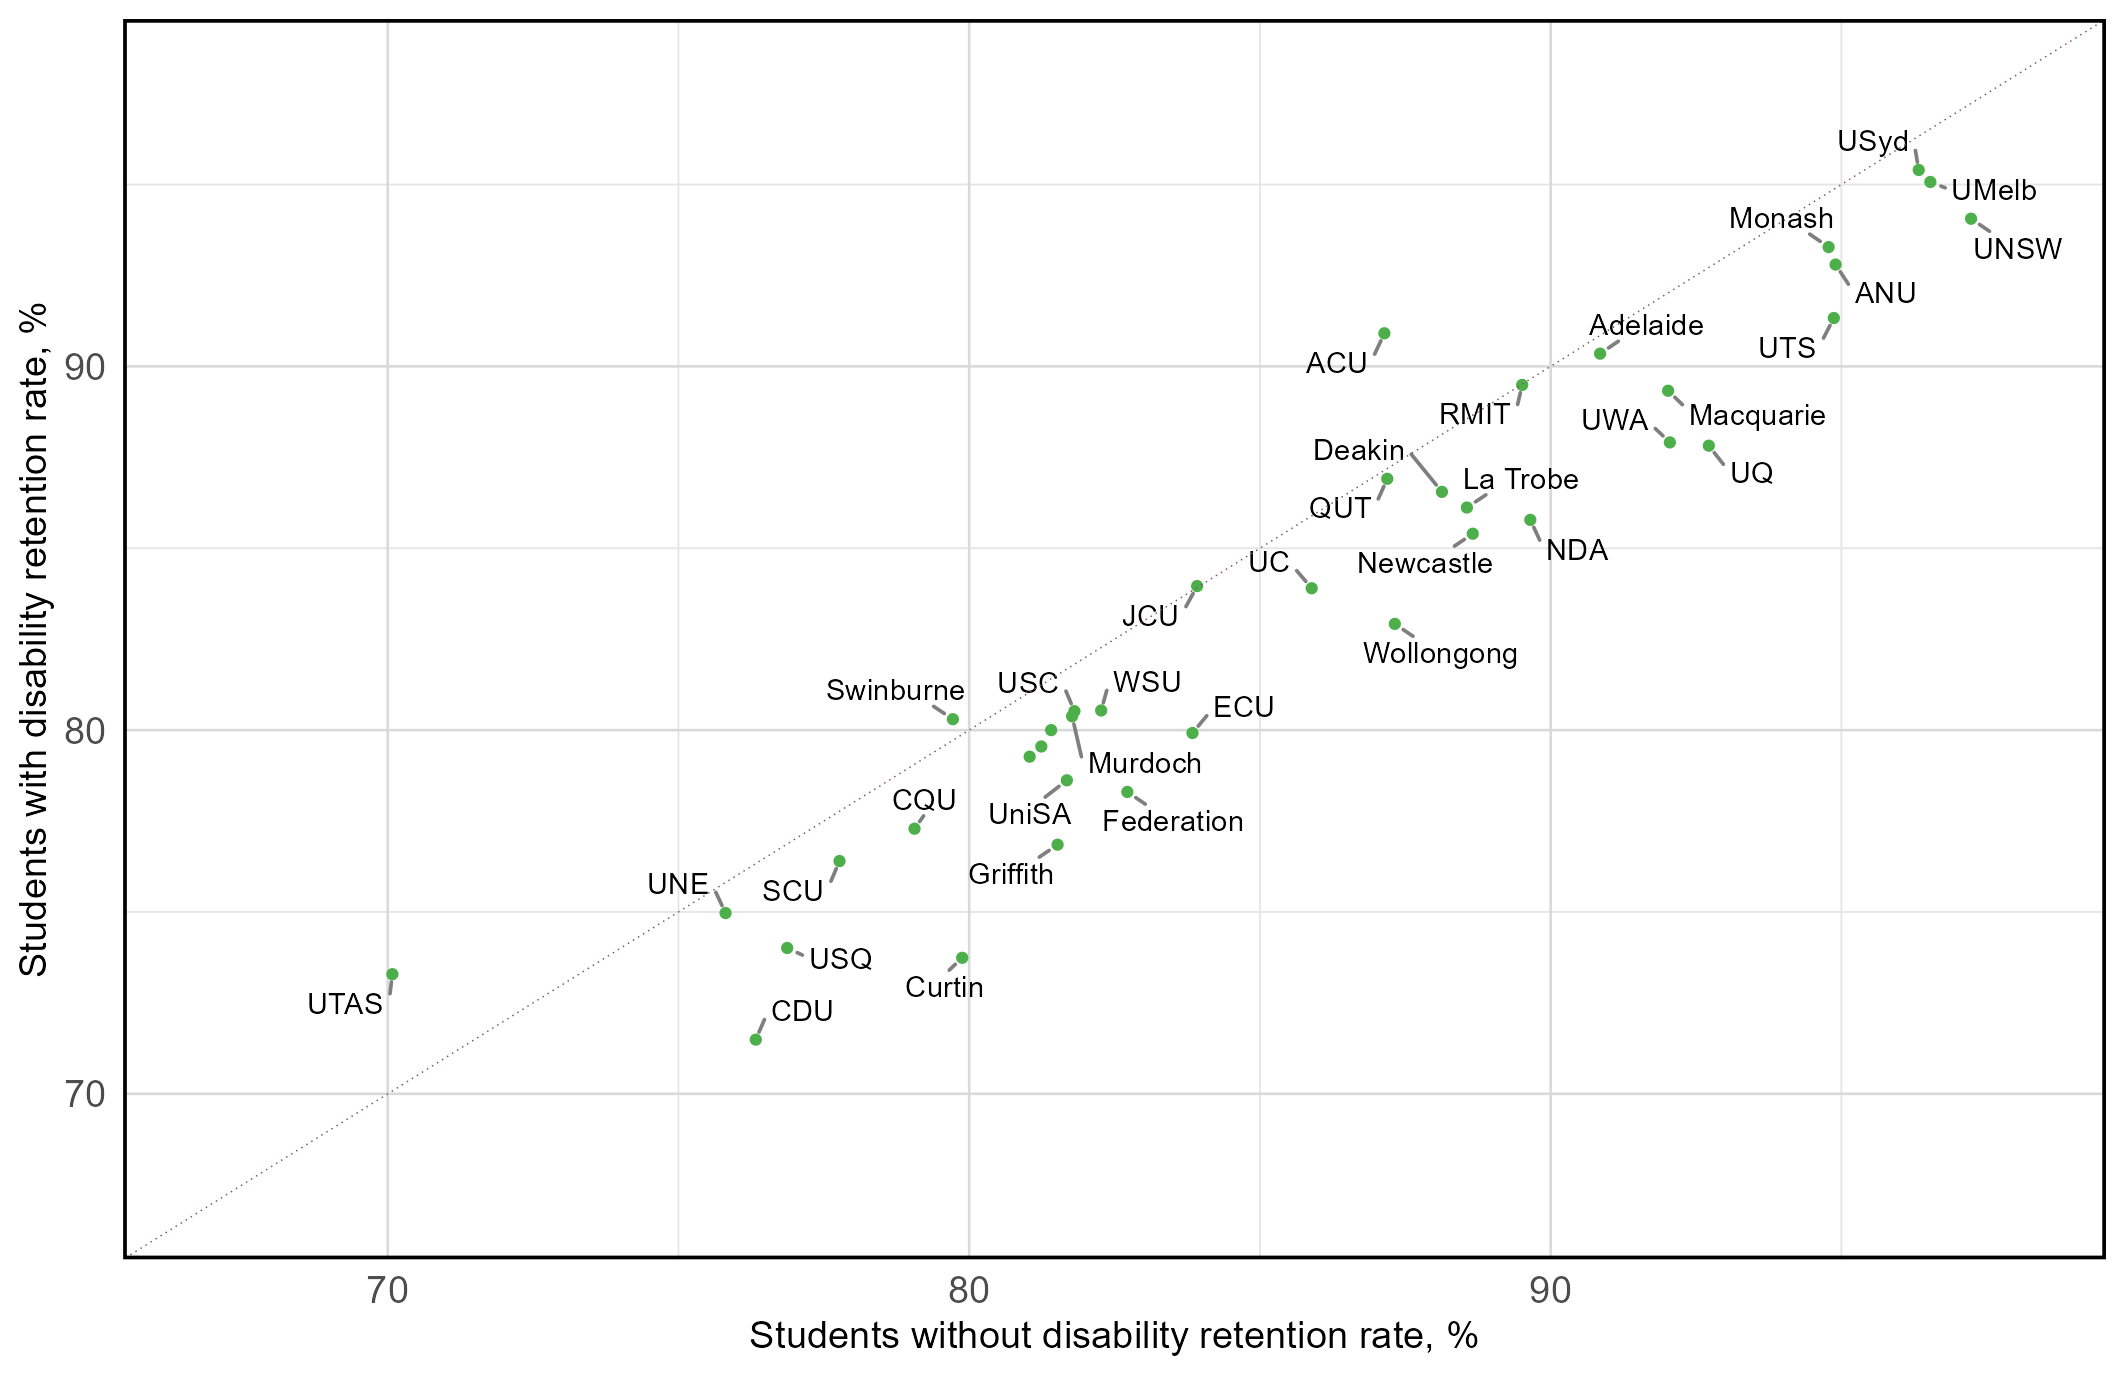 USyd
UMelb
Monash
UNSW
ANU
Adelaide
UTS
ACU
90
RMIT
UWA
Macquarie
Deakin
La Trobe
UQ
QUT
NDA
UC
Newcastle
JCU
Wollongong
Swinburne
USC
WSU
ECU
80
Murdoch
CQU
UniSA
Federation
UNE
SCU
Griffith
USQ
Curtin
UTAS
CDU
70
Students with disability retention rate, %
70
80
90
Students without disability retention rate, %